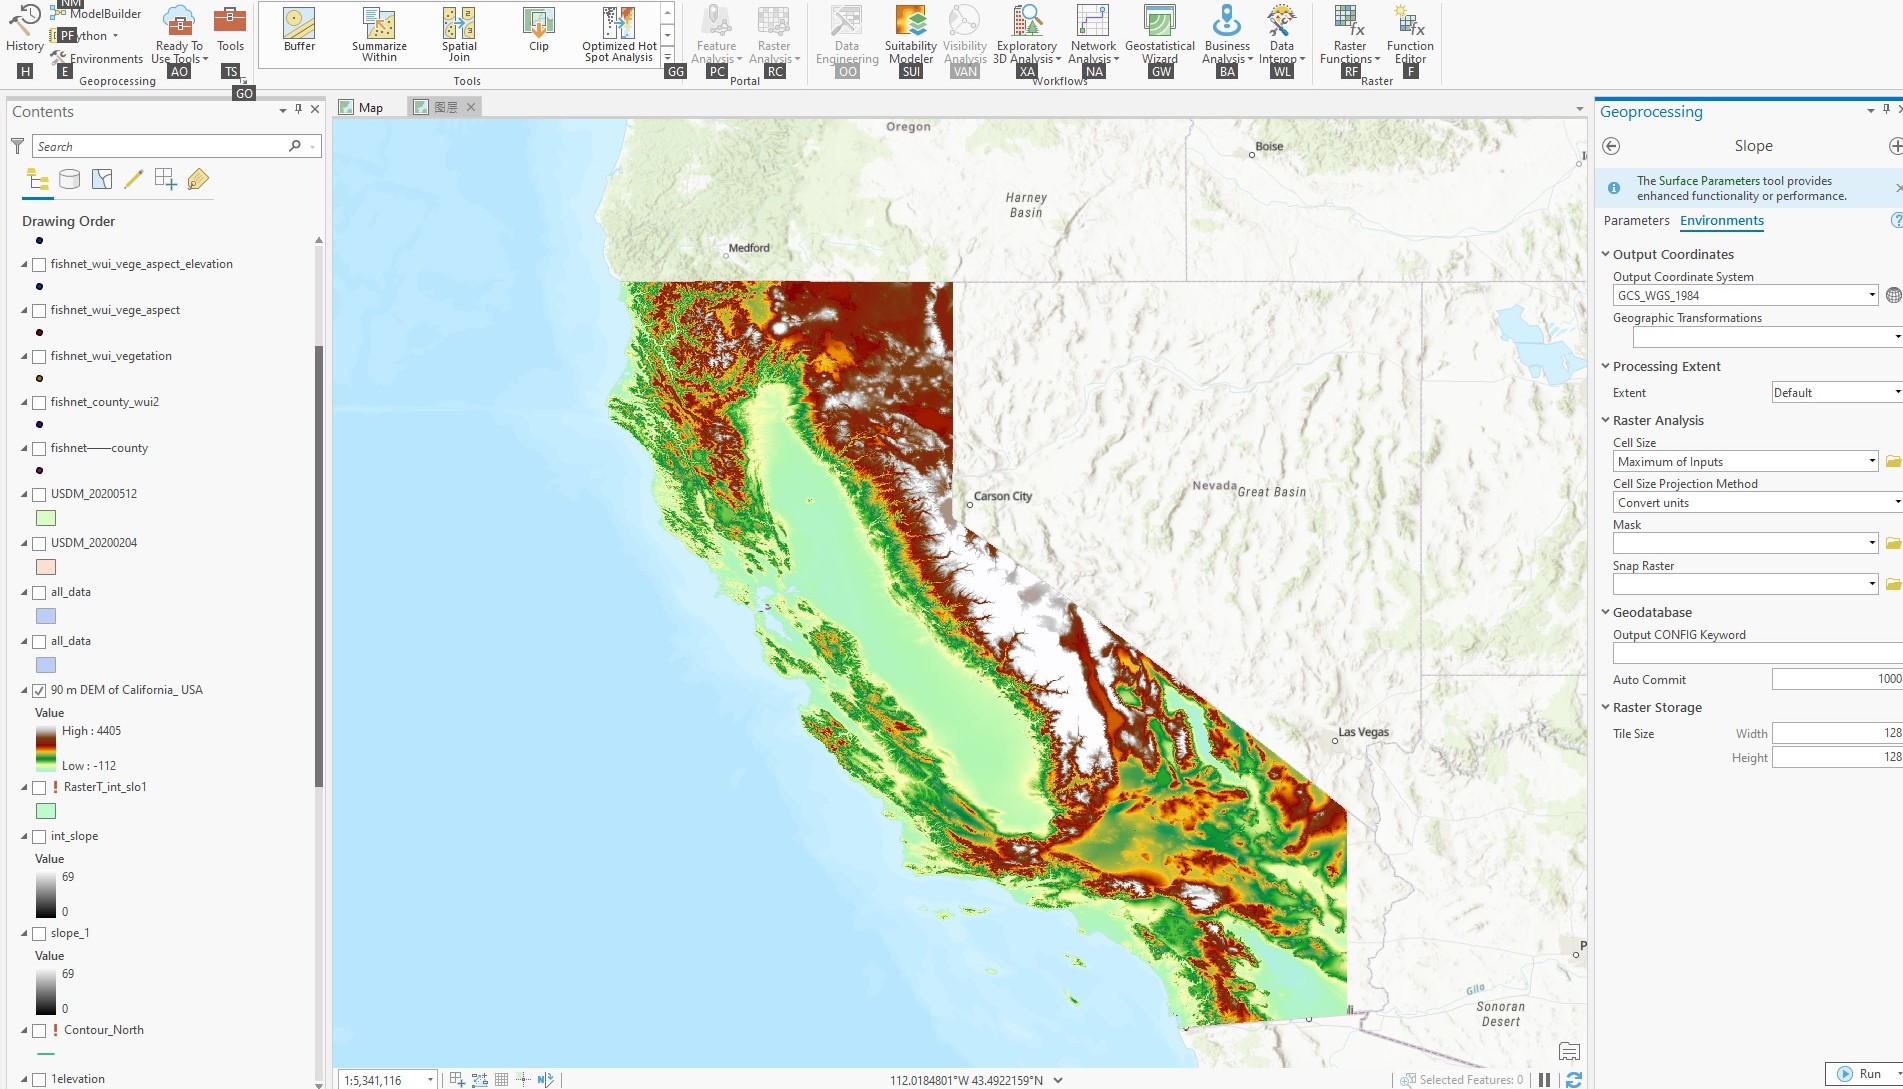 History
H
NM
ModelBuilder
PF
ython
E
Environments
Geoprocessing
Ready To
Use Tools
AO
Tools
TS
GO
Buffer
Summarize
Within
Spatial
Join
Clip
Optimized Hot
Spot Analysis
GG
Tools
Feature
Analysis
PC
Raster
Analysis
RC
Portal
Data
Engineering
OO
Suitability
Modeler
SUI
Visibility
Analysis
VAN
Exploratory
3D Analysis
XA
Network
Analysis
NA
Geostatistical
Wizard
GW
Business
Analysis
BA
Data
Interop
WL
Workflows
Raster
Functions
RF
Function
Editor
F
Raster
Contents
Search
Drawing Order
fishnet_wui_vege_aspect_elevation
fishnet_wui_vege_aspect
fishnet_wui_vegetation
fishnet_county_wui2
fishnet——county
USDM_20200512
USDM_20200204
all_data
all_data
90 m DEM of California_ USA
Value
High : 4405
Low : -112
RasterT_int_slo1
int_slope
Value
69
0
slope_1
Value
69
0
Contour_North
1elevation
Map
图层
Oregon
Boise
Harney
Basin
Medford
Carson City
Nevada
Great Basin
Las Vegas
Gila
Sonoran
Desert
P
1:5,341,116
112.0184801°W 43.4922159°N
Selected Features: 0
Geoprocessing
Slope
The Surface Parameters tool provides
enhanced functionality or performance.
Parameters
Environments
Output Coordinates
Output Coordinate System
GCS_WGS_1984
Geographic Transformations
Processing Extent
Extent
Default
Raster Analysis
Cell Size
Maximum of Inputs
Cell Size Projection Method
Convert units
Mask
Snap Raster
Geodatabase
Output CONFIG Keyword
Auto Commit
1000
Raster Storage
Tile Size
Width
128
Height
128
Run